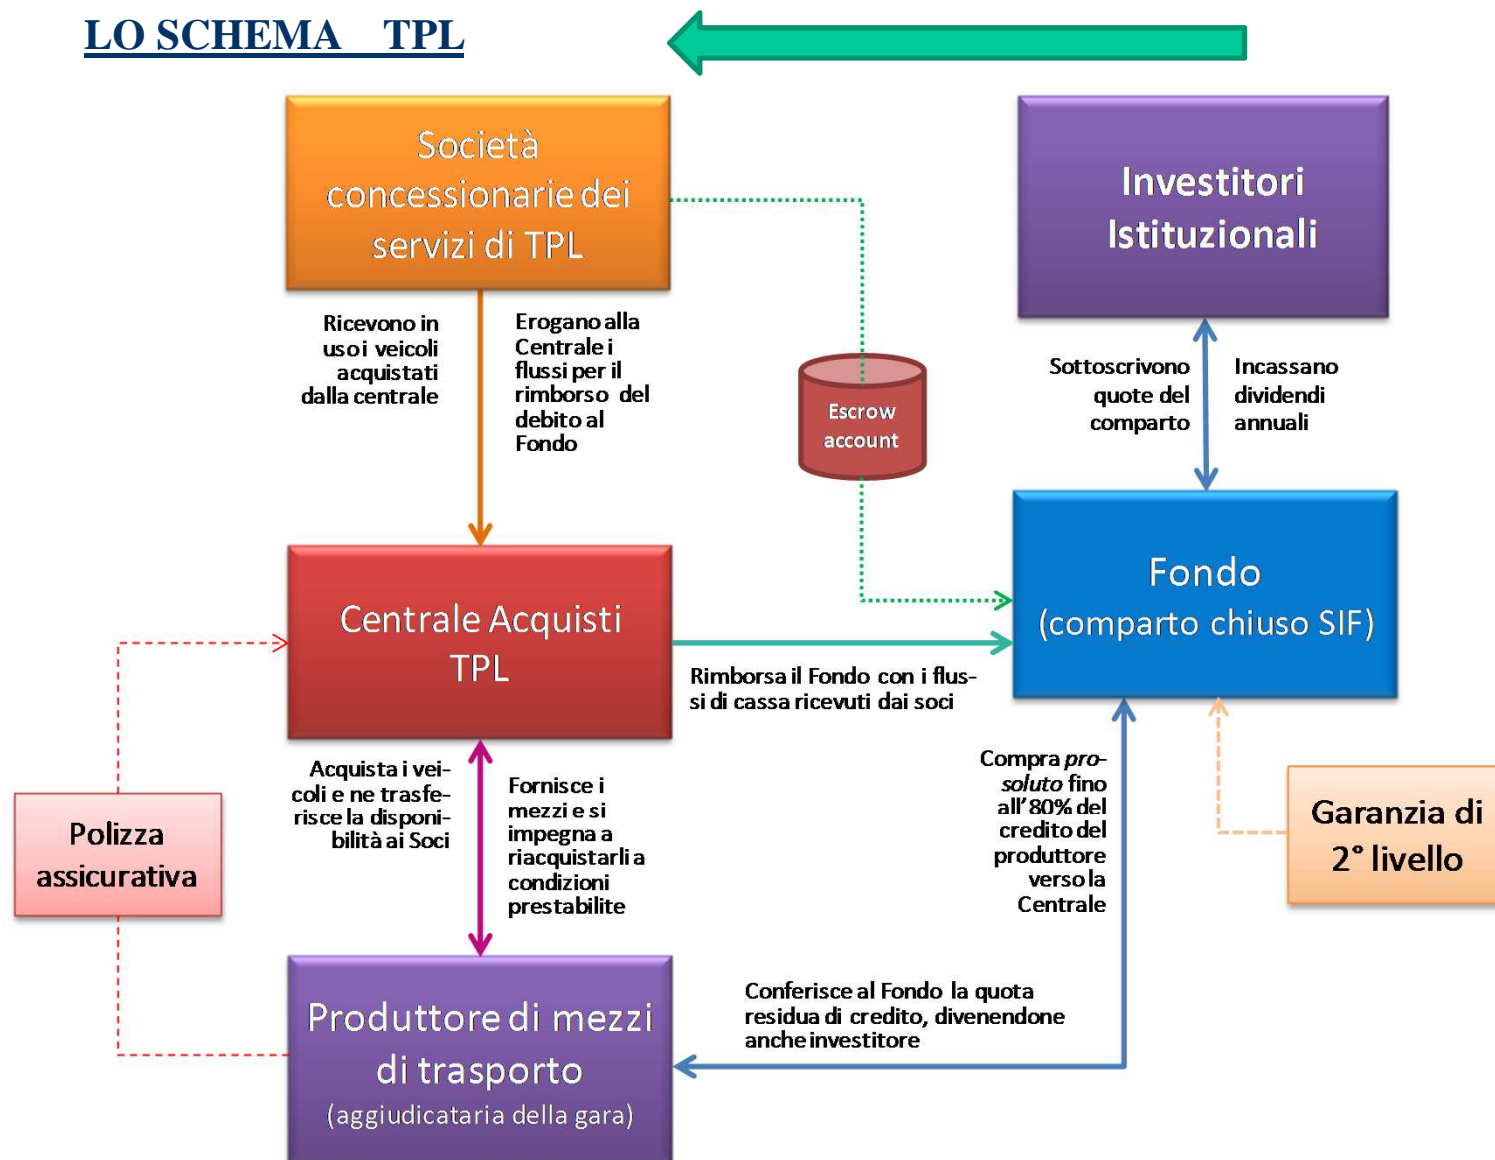 LO SCHEMA TPL
Società
concessionarie dei
servizi di TPL
Investitori
Istituzionali
Ricevono in
uso i veicoli
acquistati
dalla centrale
Erogano alla
Centrale i
flussi per il
rimborso del
debito al
Fondo
Escrow
account
Sottoscrivono
quote del
comparto
Incassano
dividendi
annuali
Fondo
(comparto chiuso SIF)
Centrale Acquisti
TPL
Rimborsa il Fondo con i flus-
si di cassa ricevuti dai soci
Acquista i vei-
coli e ne trasfe-
risce la disponi-
bilità ai Soci
Fornisce i
mezzi e si
impegna a
riacquistarli a
condizioni
prestabilite
Compra pro-
soluto fino
all'80% del
credito del
produttore
verso la
Centrale
Garanzia di
2° livello
Polizza
assicurativa
Conferisce al Fondo la quota
residua di credito, divenendone
anche investitore
Produttore di mezzi
di trasporto
(aggiudicataria della gara)